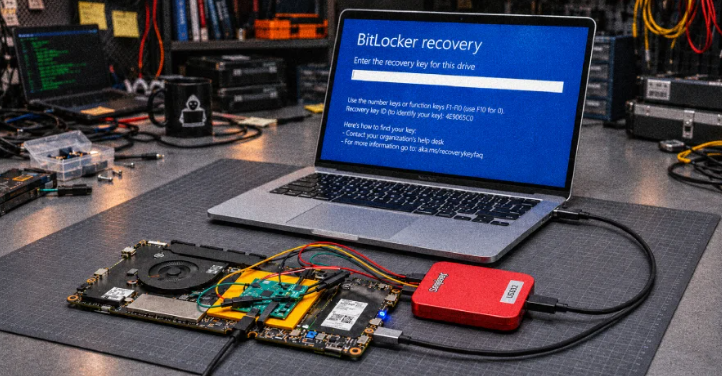 BitLocker recovery
Enter the recovery key for this drive
Use the number keys or function keys F1-F10 (use F10 for 0).
Recovery key ID (to identify your key): 4E9065C0
Here's how to find your key:
- Contact your organization's help desk
- For more information go to: aka.ms/recoverykeyfaq